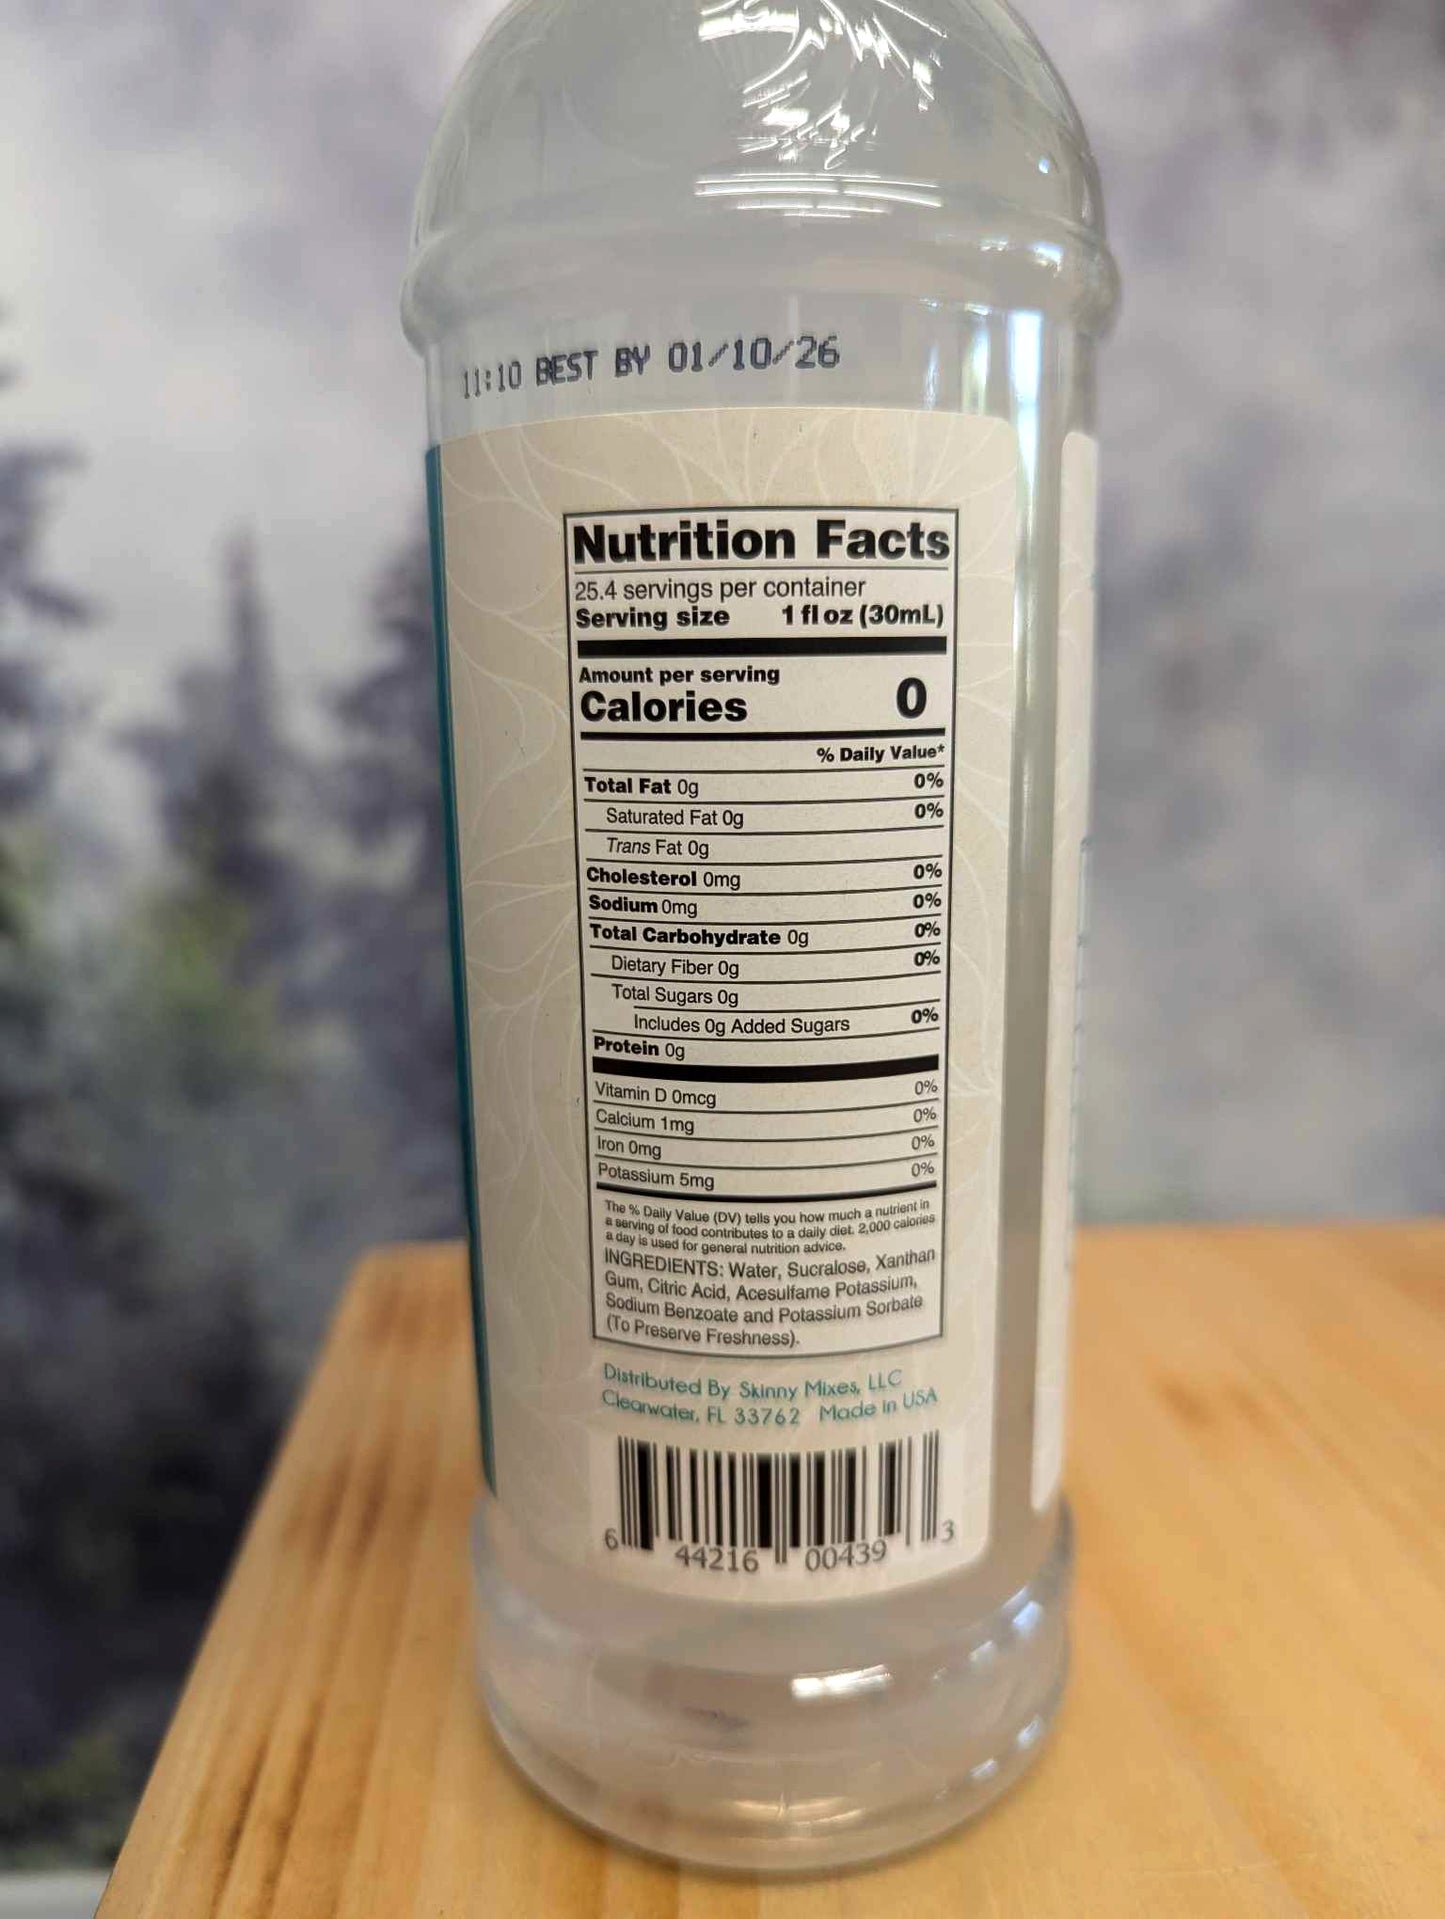 11:10 BEST BY 01/10/26
Nutrition Facts
25.4 servings per container
Serving size 1 fl oz (30mL)
Amount per serving
Calories 0
% Daily Value*
Total Fat 0g 0%
Saturated Fat 0g 0%
Trans Fat 0g
Cholesterol 0mg 0%
Sodium 0mg 0%
Total Carbohydrate 0g 0%
Dietary Fiber 0g 0%
Total Sugars 0g
Includes 0g Added Sugars 0%
Protein 0g
Vitamin D 0mcg 0%
Calcium 1mg 0%
Iron 0mg 0%
Potassium 5mg 0%
The % Daily Value (DV) tells you how much a nutrient in
a serving of food contributes to a daily diet. 2,000 calories
a day is used for general nutrition advice.
INGREDIENTS: Water, Sucralose, Xanthan
Gum, Citric Acid, Acesulfame Potassium,
Sodium Benzoate and Potassium Sorbate
(To Preserve Freshness).
Distributed By Skinny Mixes, LLC
Clearwater, FL 33762 Made in USA
6 44216 00439 3